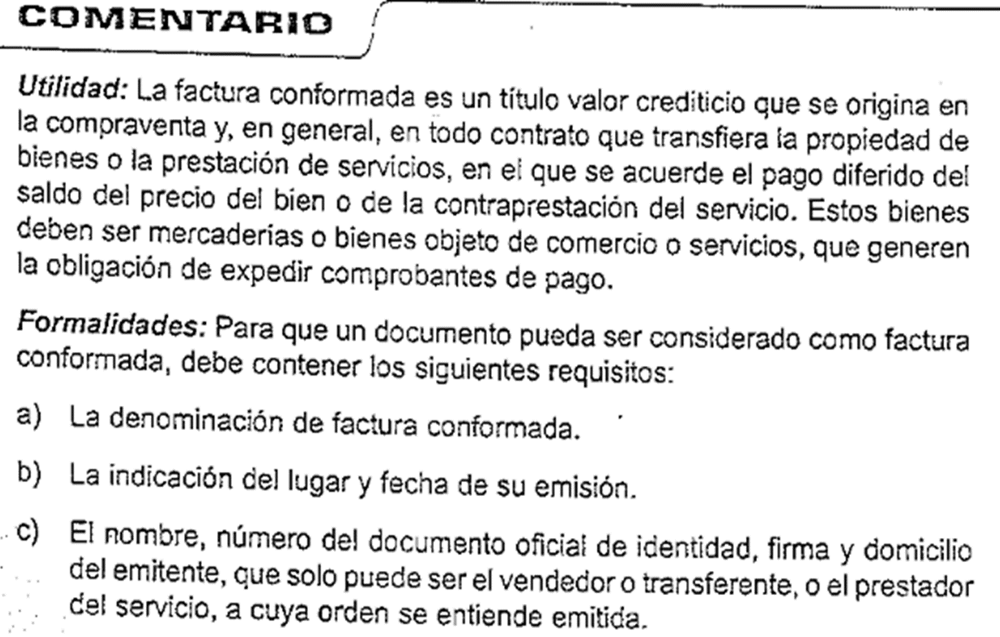 COMENTARIO
Utilidad: La factura conformada es un título valor crediticio que se origina en
la compraventa y, en general, en todo contrato que transfiera la propiedad de
bienes o la prestación de servicios, en el que se acuerde el pago diferido del
saldo del precio del bien o de la contraprestación del servicio. Estos bienes
deben ser mercaderías o bienes objeto de comercio o servicios, que generen
la obligación de expedir comprobantes de pago.
Formalidades: Para que un documento pueda ser considerado como factura
conformada, debe contener los siguientes requisitos:
a) La denominación de factura conformada.
b) La indicación del lugar y fecha de su emisión.
c) El nombre, número del documento oficial de identidad, firma y domicilio
del emitente, que solo puede ser el vendedor o transferente, o el prestador
del servicio, a cuya orden se entiende emitida.